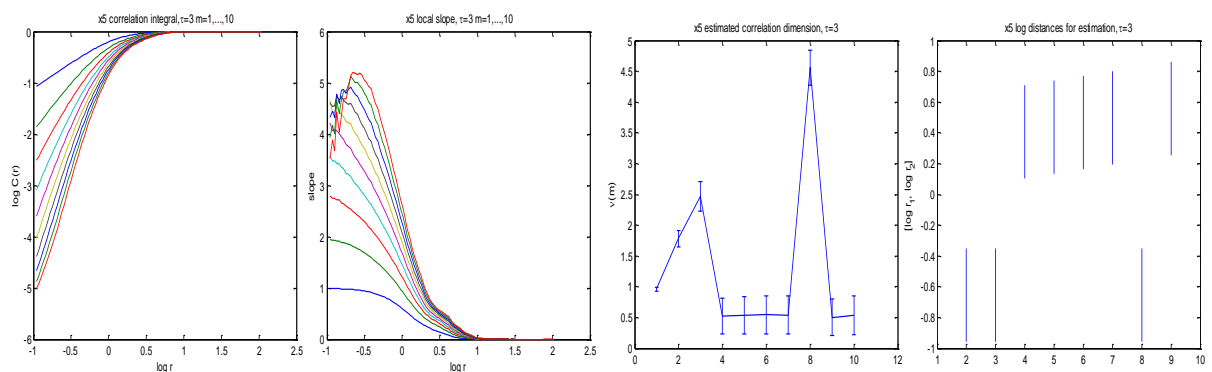 x5 correlation integral, τ=3 m=1,...,10
0
-1
-2
-3
-4
-5
-6
log C(r)
-1 -0.5 0 0.5 1 1.5 2 2.5
log r
x5 local slope, τ=3 m=1,...,10
6
5
4
3
2
1
0
slope
-1 -0.5 0 0.5 1 1.5 2 2.5
log r
x5 estimated correlation dimension, τ=3
5
4.5
4
3.5
3
2.5
2
1.5
1
0.5
0
v(m)
0 2 4 6 8 10 12
x5 log distances for estimation, τ=3
1
0.8
0.6
0.4
0.2
0
-0.2
-0.4
-0.6
-0.8
-1
[log r1, log r2]
1 2 3 4 5 6 7 8 9 10